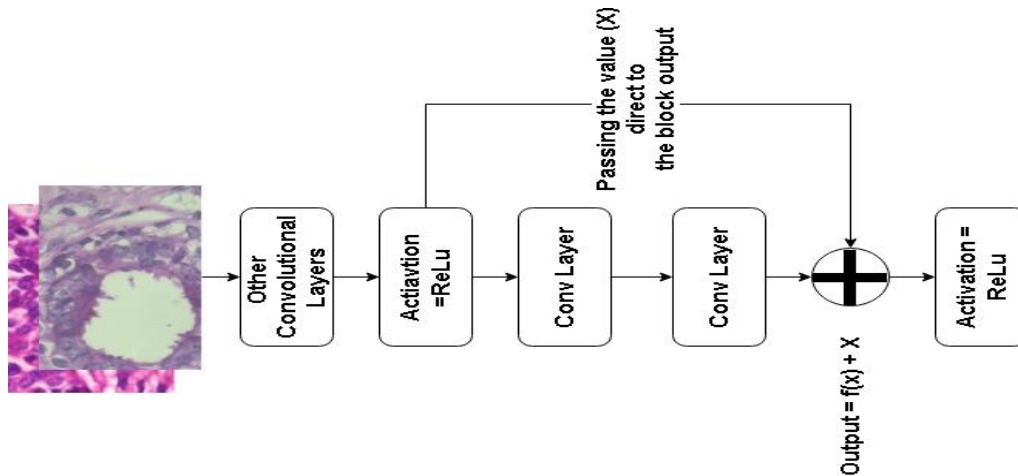 Other
Convolutional
Layers
Actiavtion
=ReLu
Conv Layer
Conv Layer
Passing the value (X)
direct to
the block output
Output = f(x) + X
Activation =
ReLu